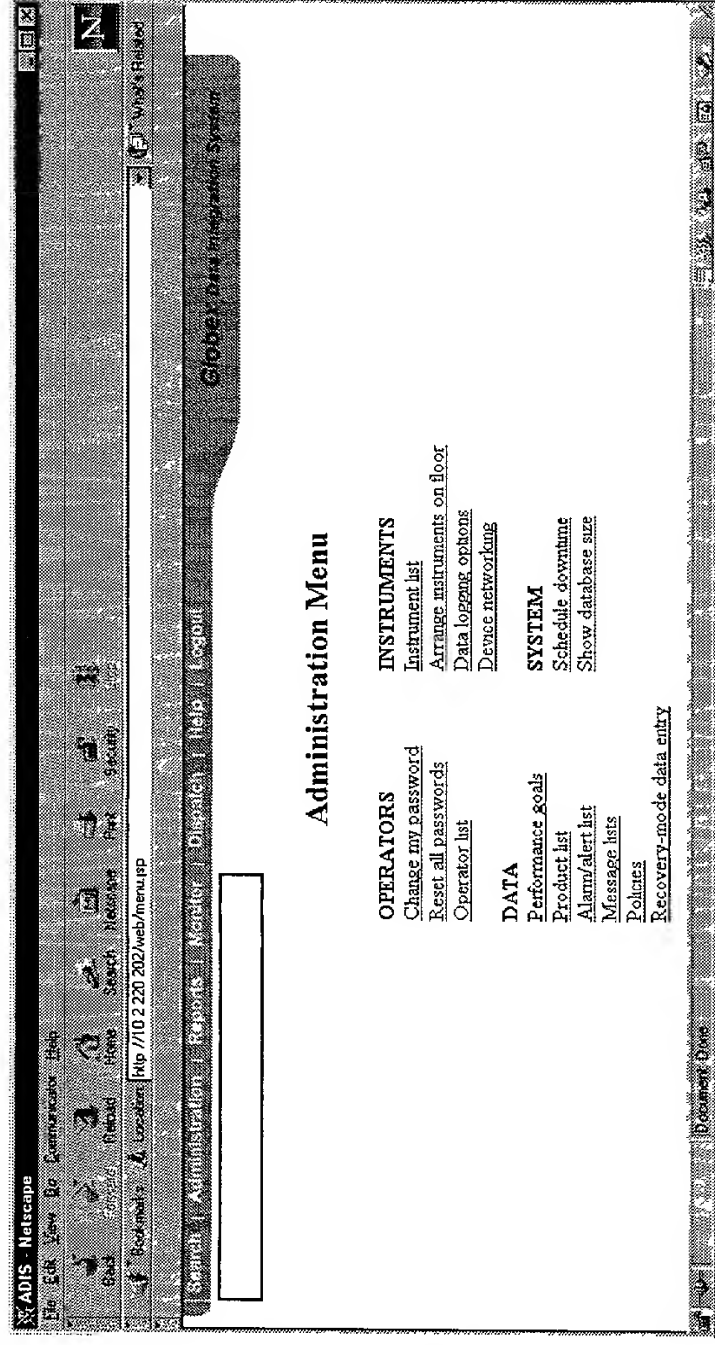 ADIS - Netscape
File Edit View Go Communicator Help
Back Forward Reload Home Search Netscape Print Security Stop
Bookmarks Location http //10 2 220 202/web/menu.jsp What's Related
Search | Administration | Reports | Monitor | Dispatch | Help | Logout
Globex Data Integration System
Administration Menu
OPERATORS
Change my password
Reset all passwords
Operator list
DATA
Performance goals
Product list
Alarm/alert list
Message lists
Policies
Recovery-mode data entry
INSTRUMENTS
Instrument list
Arrange instruments on floor
Data logging options
Device networking
SYSTEM
Schedule downtime
Show database size
Document Done